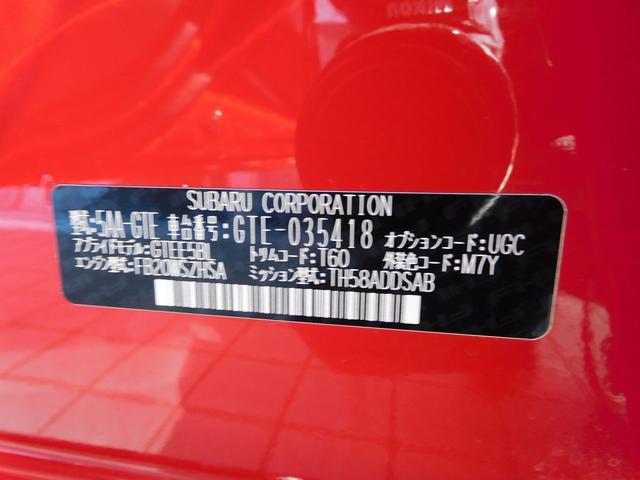 Nikon
SUBARU CORPORATION
型式:5AA-GTE 車台番号:GTE-035418 オプションコード:UGC
アプライドモデル:GTEE5BL トリムコード:T60 外装色コード:M7Y
エンジン型式:FB20WSZHSA ミッション型式:TH58ADDSAB